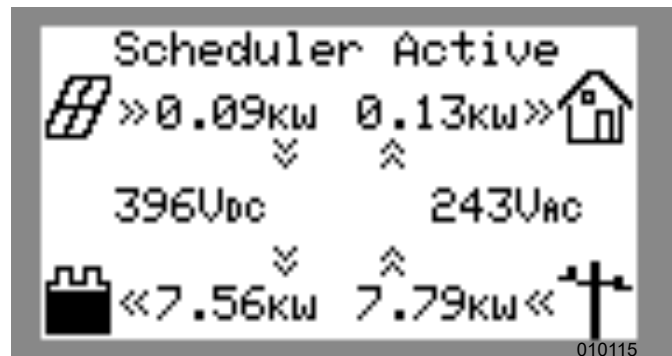 Scheduler Active
»0.09KW 0.13KW»
396VDC 243VAC
«7.56KW 7.79KW«
010115